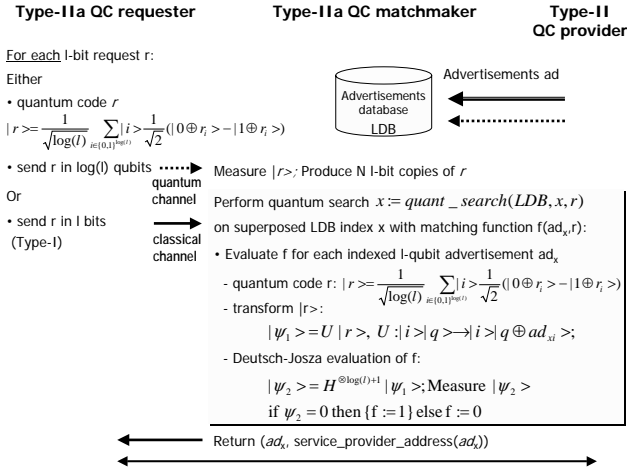 Type-IIa QC requester
Type-IIa QC matchmaker
Type-II
QC provider
For each l-bit request r:
Either
• quantum code r
| r >= 1/√log(l) ∑_{i∈{0,1}^{log(l)}} | i > 1/√2 (| 0 ⊕ r_i > − | 1 ⊕ r_i >)
• send r in log(l) qubits
quantum
channel
Or
• send r in l bits
(Type-I)
classical
channel
Advertisements
database
LDB
Advertisements ad
Measure |r>; Produce N l-bit copies of r
Perform quantum search x := quant _ search(LDB, x, r)
on superposed LDB index x with matching function f(ad_x,r):
• Evaluate f for each indexed l-qubit advertisement ad_x
- quantum code r: | r >= 1/√log(l) ∑_{i∈{0,1}^{log(l)}} | i > 1/√2 (| 0 ⊕ r_i > − | 1 ⊕ r_i >)
- transform |r>:
| ψ_1 >= U | r >, U :| i >| q >→| i >| q ⊕ ad_{xi} >;
- Deutsch-Josza evaluation of f:
| ψ_2 >= H^{⊗log(l)+1} | ψ_1 >; Measure | ψ_2 >
if ψ_2 = 0 then {f := 1} else f := 0
Return (ad_x, service_provider_address(ad_x))